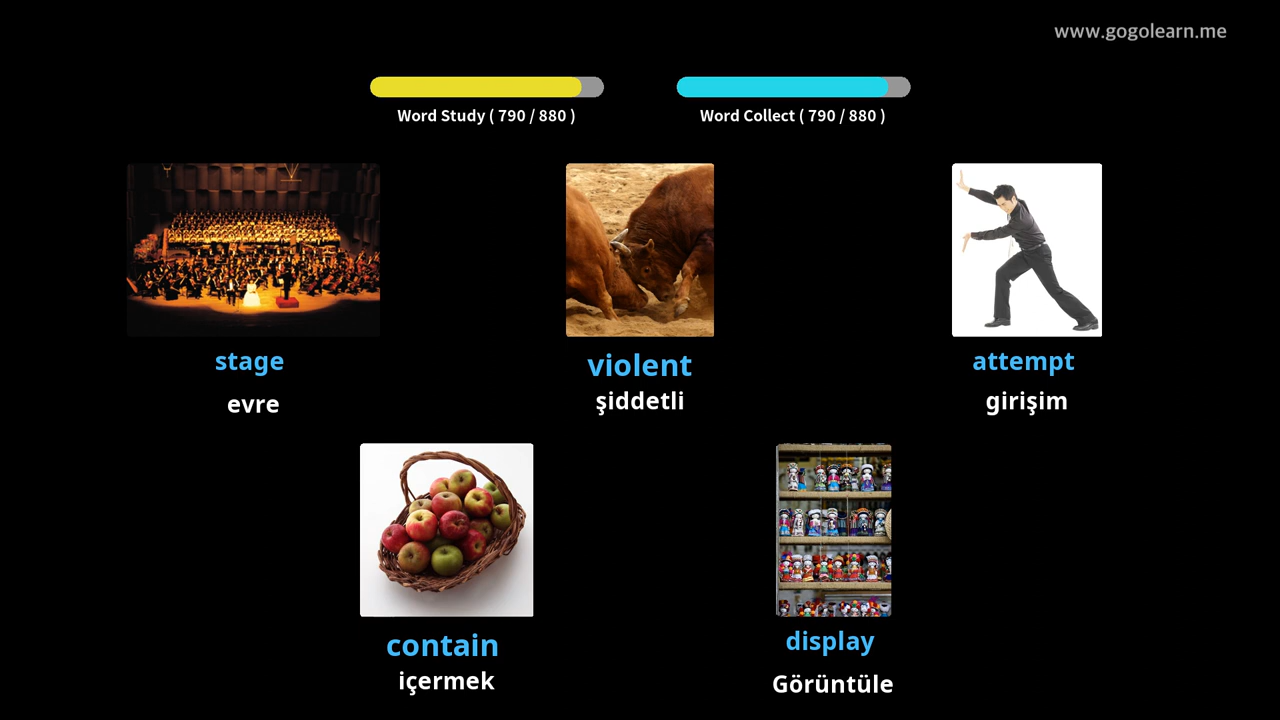 www.gogolearn.me
Word Study ( 790 / 880 )
Word Collect ( 790 / 880 )
stage
evre
violent
şiddetli
attempt
girişim
contain
içermek
display
Görüntüle